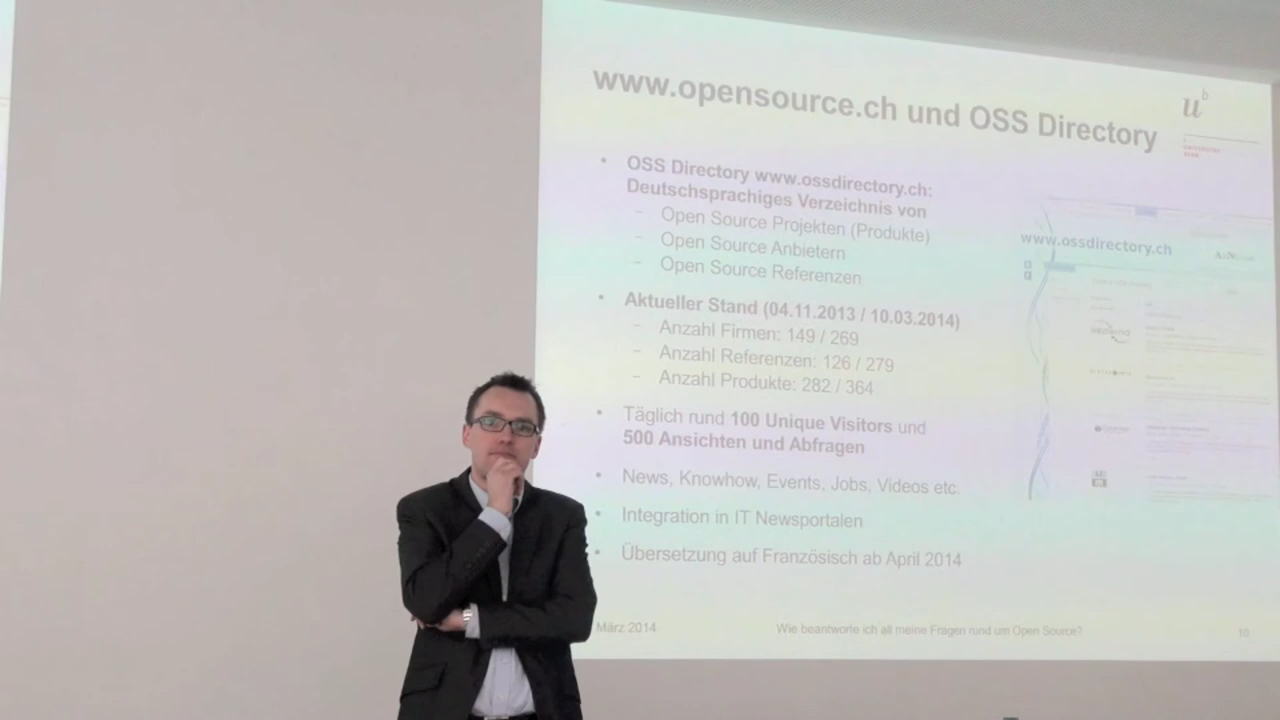 www.opensource.ch und OSS Directory
u^b
UNIVERSITÄT
BERN
• OSS Directory www.ossdirectory.ch:
Deutschsprachiges Verzeichnis von
– Open Source Projekten (Produkte)
– Open Source Anbietern
– Open Source Referenzen
• Aktueller Stand (04.11.2013 / 10.03.2014)
– Anzahl Firmen: 149 / 269
– Anzahl Referenzen: 126 / 279
– Anzahl Produkte: 282 / 364
• Täglich rund 100 Unique Visitors und
500 Ansichten und Abfragen
• News, Knowhow, Events, Jobs, Videos etc.
• Integration in IT Newsportalen
• Übersetzung auf Französisch ab April 2014
www.ossdirectory.ch
März 2014
Wie beantworte ich all meine Fragen rund um Open Source?
10